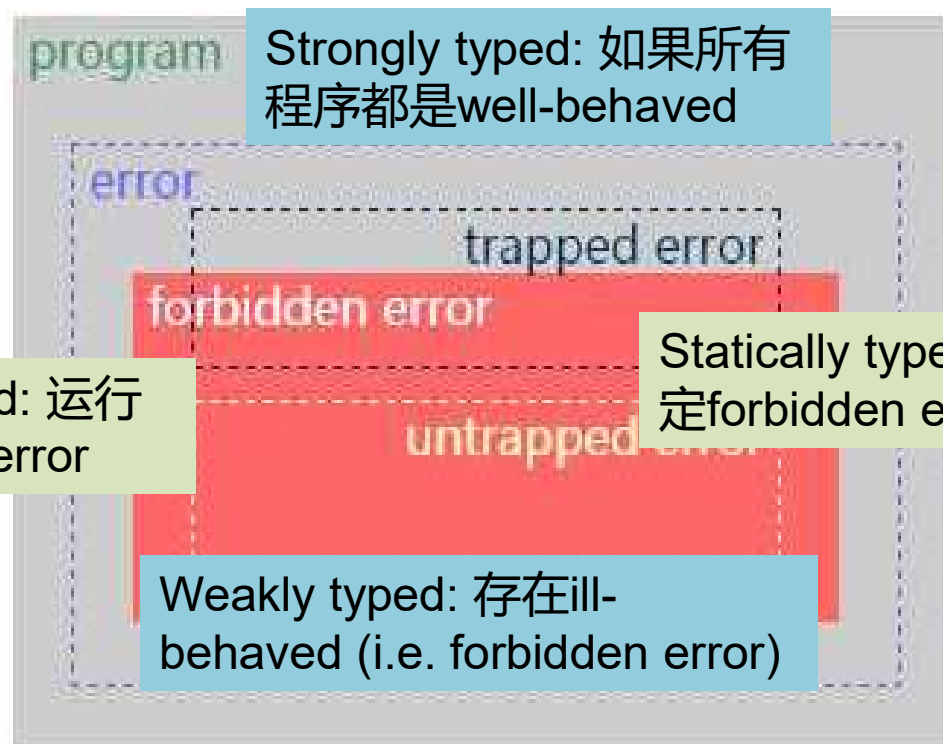 program
Strongly typed: 如果所有
程序都是well-behaved
error
trapped error
forbidden error
Statically type
定forbidden e
d: 运行
error
untrapped error
Weakly typed: 存在ill-
behaved (i.e. forbidden error)